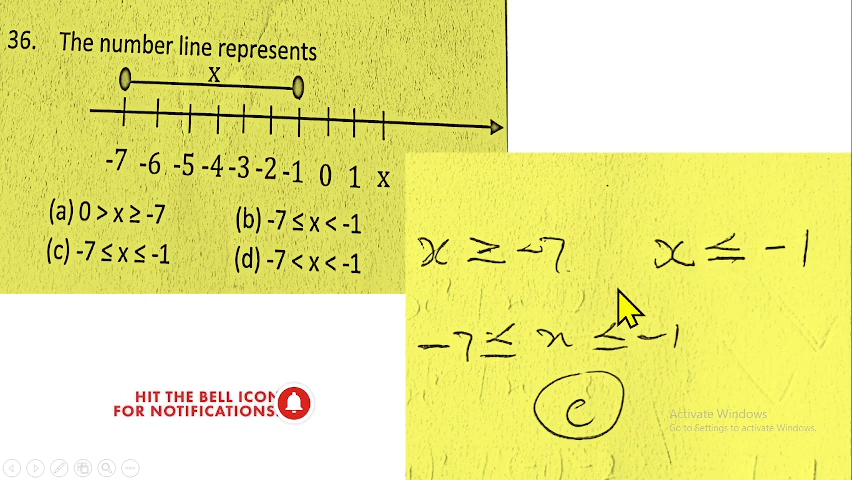 36. The number line represents
x
-7 -6 -5 -4 -3 -2 -1 0 1 x
(a) 0 > x ≥ -7 (b) -7 ≤ x < -1
(c) -7 ≤ x ≤ -1 (d) -7 < x < -1
x ≥ -7 x ≤ -1
-7 ≤ x ≤ -1
c
HIT THE BELL ICON
FOR NOTIFICATIONS
Activate Windows
Go to Settings to activate Windows.